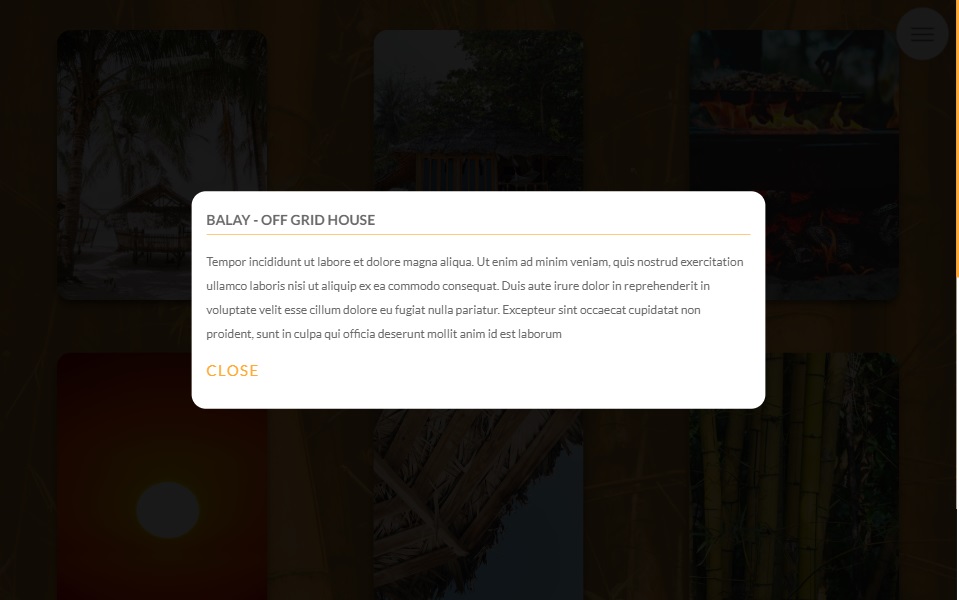 BALAY - OFF GRID HOUSE
Tempor incididunt ut labore et dolore magna aliqua. Ut enim ad minim veniam, quis nostrud exercitation
ullamco laboris nisi ut aliquip ex ea commodo consequat. Duis aute irure dolor in reprehenderit in
voluptate velit esse cillum dolore eu fugiat nulla pariatur. Excepteur sint occaecat cupidatat non
proident, sunt in culpa qui officia deserunt mollit anim id est laborum
CLOSE